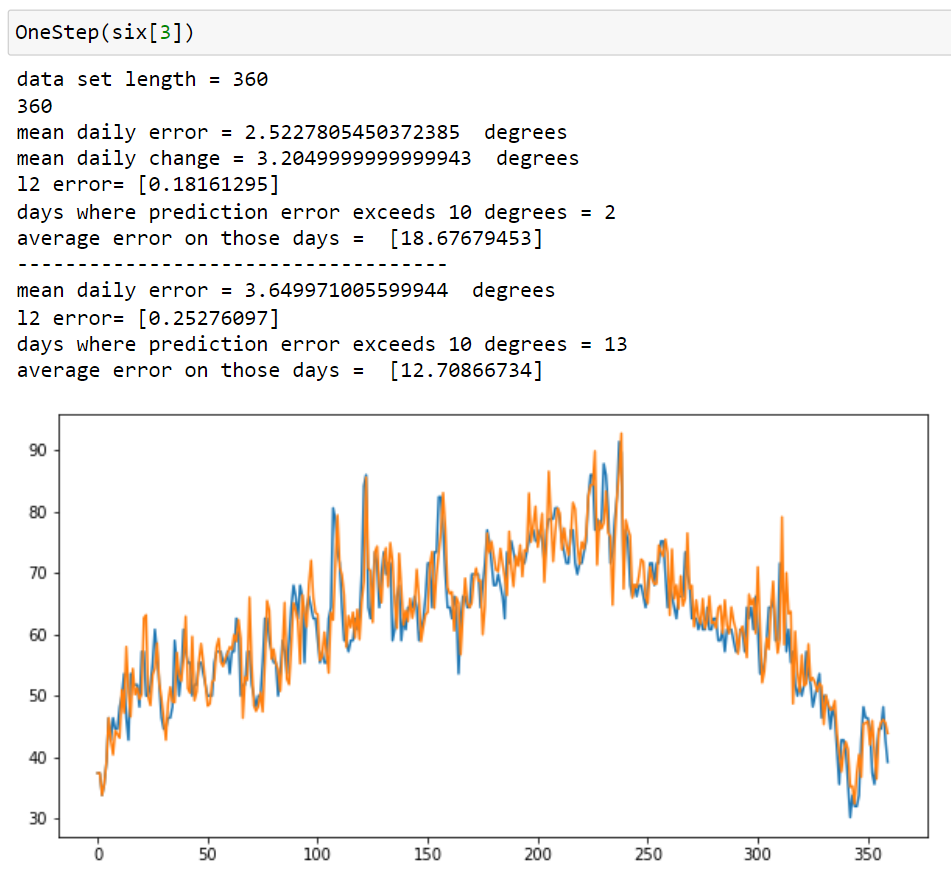 OneStep(six[3])
data set length = 360
360
mean daily error = 2.5227805450372385  degrees
mean daily change = 3.2049999999999943  degrees
l2 error= [0.18161295]
days where prediction error exceeds 10 degrees = 2
average error on those days =  [18.67679453]
------------------------------------
mean daily error = 3.649971005599944  degrees
l2 error= [0.25276097]
days where prediction error exceeds 10 degrees = 13
average error on those days =  [12.70866734]
90
80
70
60
50
40
30
0 50 100 150 200 250 300 350